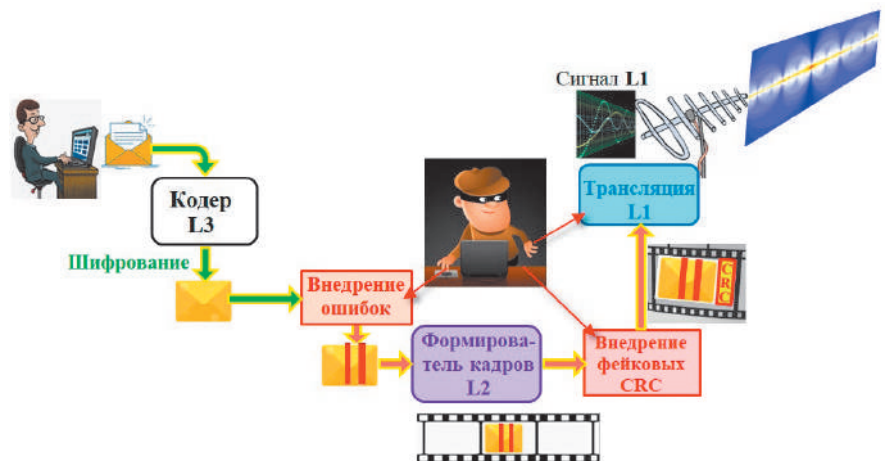 Сигнал L1
Кодер
L3
Трансляция
L1
Шифрование
Внедрение
ошибок
CRC
Формирова-
тель кадров
L2
Внедрение
фейковых
CRC